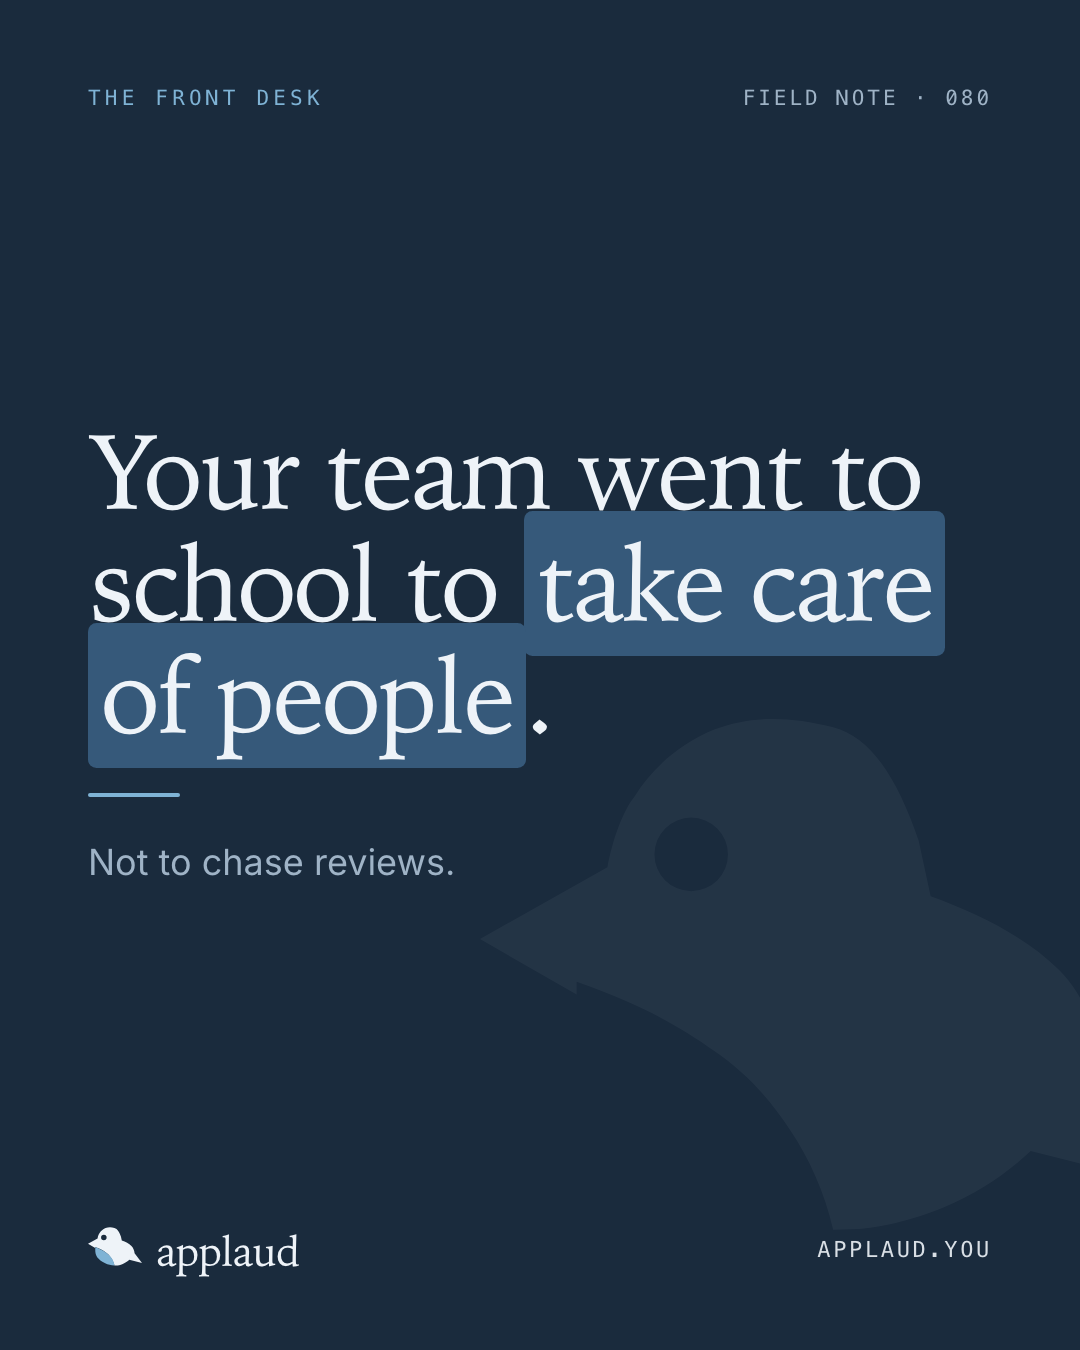 THE FRONT DESK
FIELD NOTE · 080
Your team went to
school to take care
of people.
Not to chase reviews.
applaud
APPLAUD.YOU